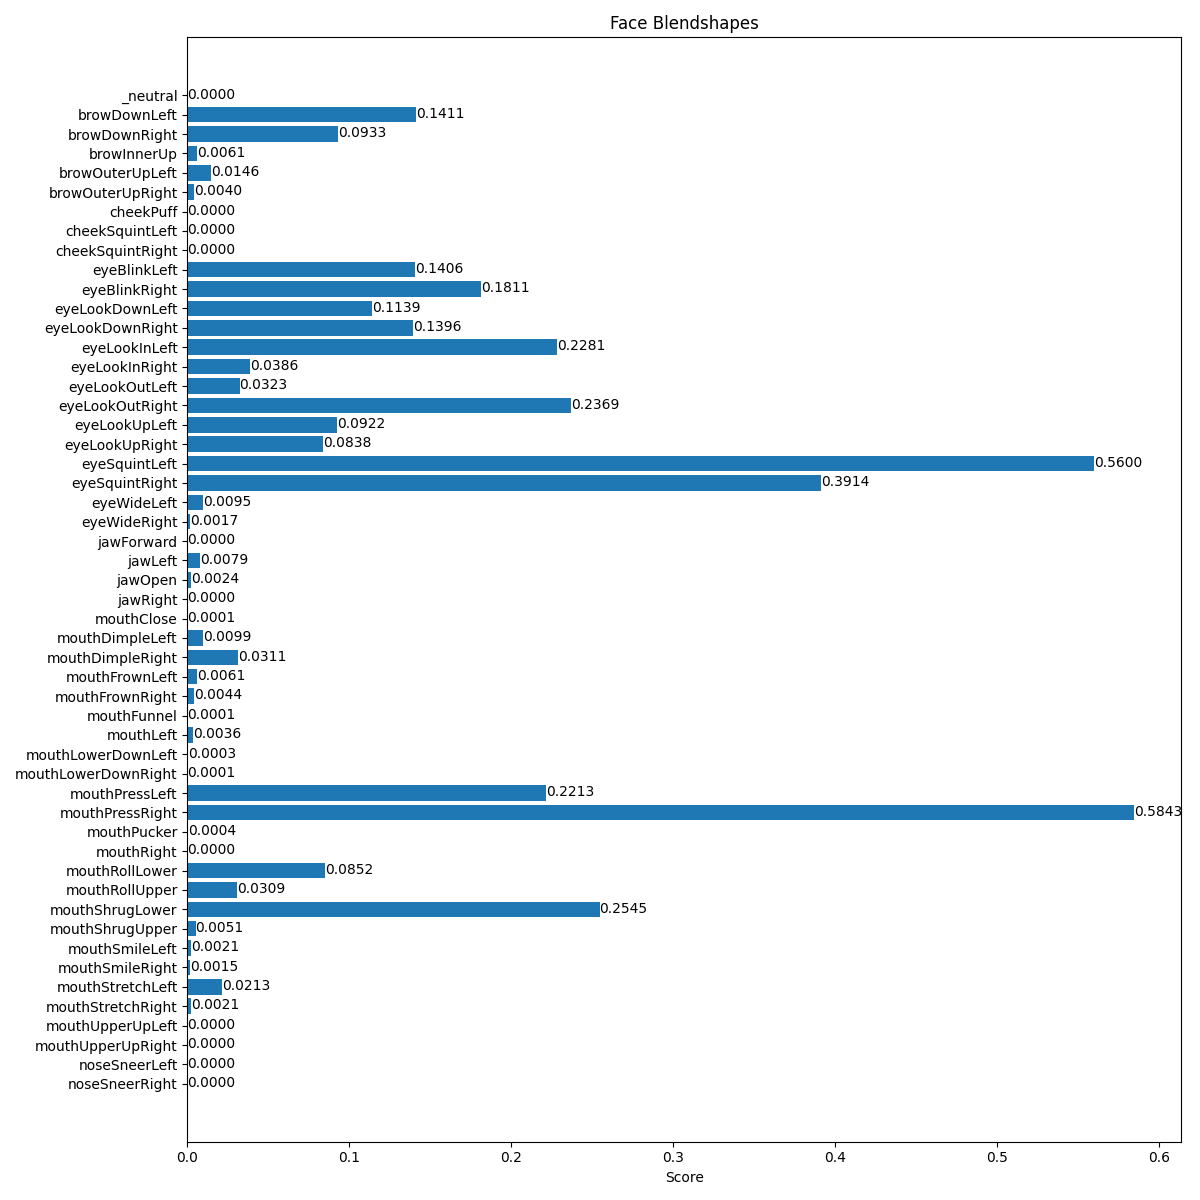 Face Blendshapes
_neutral 0.0000
browDownLeft 0.1411
browDownRight 0.0933
browInnerUp 0.0061
browOuterUpLeft 0.0146
browOuterUpRight 0.0040
cheekPuff 0.0000
cheekSquintLeft 0.0000
cheekSquintRight 0.0000
eyeBlinkLeft 0.1406
eyeBlinkRight 0.1811
eyeLookDownLeft 0.1139
eyeLookDownRight 0.1396
eyeLookInLeft 0.2281
eyeLookInRight 0.0386
eyeLookOutLeft 0.0323
eyeLookOutRight 0.2369
eyeLookUpLeft 0.0922
eyeLookUpRight 0.0838
eyeSquintLeft 0.5600
eyeSquintRight 0.3914
eyeWideLeft 0.0095
eyeWideRight 0.0017
jawForward 0.0000
jawLeft 0.0079
jawOpen 0.0024
jawRight 0.0000
mouthClose 0.0001
mouthDimpleLeft 0.0099
mouthDimpleRight 0.0311
mouthFrownLeft 0.0061
mouthFrownRight 0.0044
mouthFunnel 0.0001
mouthLeft 0.0036
mouthLowerDownLeft 0.0003
mouthLowerDownRight 0.0001
mouthPressLeft 0.2213
mouthPressRight 0.5843
mouthPucker 0.0004
mouthRight 0.0000
mouthRollLower 0.0852
mouthRollUpper 0.0309
mouthShrugLower 0.2545
mouthShrugUpper 0.0051
mouthSmileLeft 0.0021
mouthSmileRight 0.0015
mouthStretchLeft 0.0213
mouthStretchRight 0.0021
mouthUpperUpLeft 0.0000
mouthUpperUpRight 0.0000
noseSneerLeft 0.0000
noseSneerRight 0.0000
0.0 0.1 0.2 0.3 0.4 0.5 0.6
Score